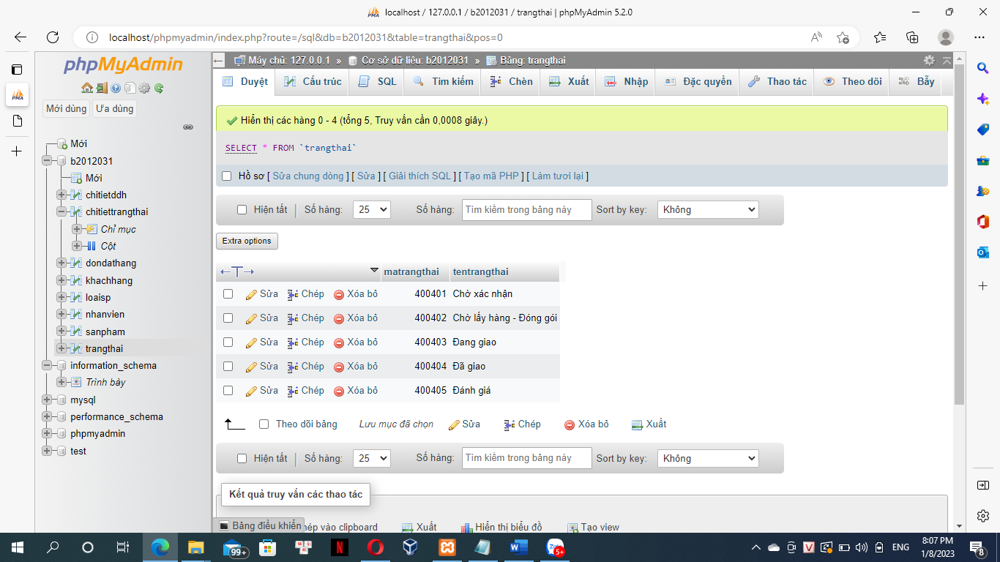 localhost / 127.0.0.1 / b2012031 / trangthai | phpMyAdmin 5.2.0
localhost/phpmyadmin/index.php?route=/sql&db=b2012031&table=trangthai&pos=0
phpMyAdmin
Mới dùng Ưa dùng
Mới
b2012031
Mới
chitietddh
chitiettrangthai
Chỉ mục
Cột
dondathang
khachhang
loaisp
nhanvien
sanpham
trangthai
information_schema
Trình bày
mysql
performance_schema
phpmyadmin
test
Máy chủ: 127.0.0.1 » Cơ sở dữ liệu: b2012031 » Bảng: trangthai
Duyệt Cấu trúc SQL Tìm kiếm Chèn Xuất Nhập Đặc quyền Thao tác Theo dõi Bẫy
Hiển thị các hàng 0 - 4 (tổng 5, Truy vấn cần 0,0008 giây.)
SELECT * FROM `trangthai`
Hồ sơ [ Sửa chung dòng ] [ Sửa ] [ Giải thích SQL ] [ Tạo mã PHP ] [ Làm tươi lại ]
Hiện tất Số hàng: 25 Số hàng: Tìm kiếm trong bảng này Sort by key: Không
Extra options
matrangthai tentrangthai
Sửa Chép Xóa bỏ 400401 Chờ xác nhận
Sửa Chép Xóa bỏ 400402 Chờ lấy hàng - Đóng gói
Sửa Chép Xóa bỏ 400403 Đang giao
Sửa Chép Xóa bỏ 400404 Đã giao
Sửa Chép Xóa bỏ 400405 Đánh giá
Theo dõi bảng Lưu mục đã chọn Sửa Chép Xóa bỏ Xuất
Hiện tất Số hàng: 25 Số hàng: Tìm kiếm trong bảng này Sort by key: Không
Kết quả truy vấn các thao tác
Bảng điều khiển hép vào clipboard Xuất Hiển thị biểu đồ Tạo view
99+ 5+ ENG 8:07 PM
1/8/2023 8